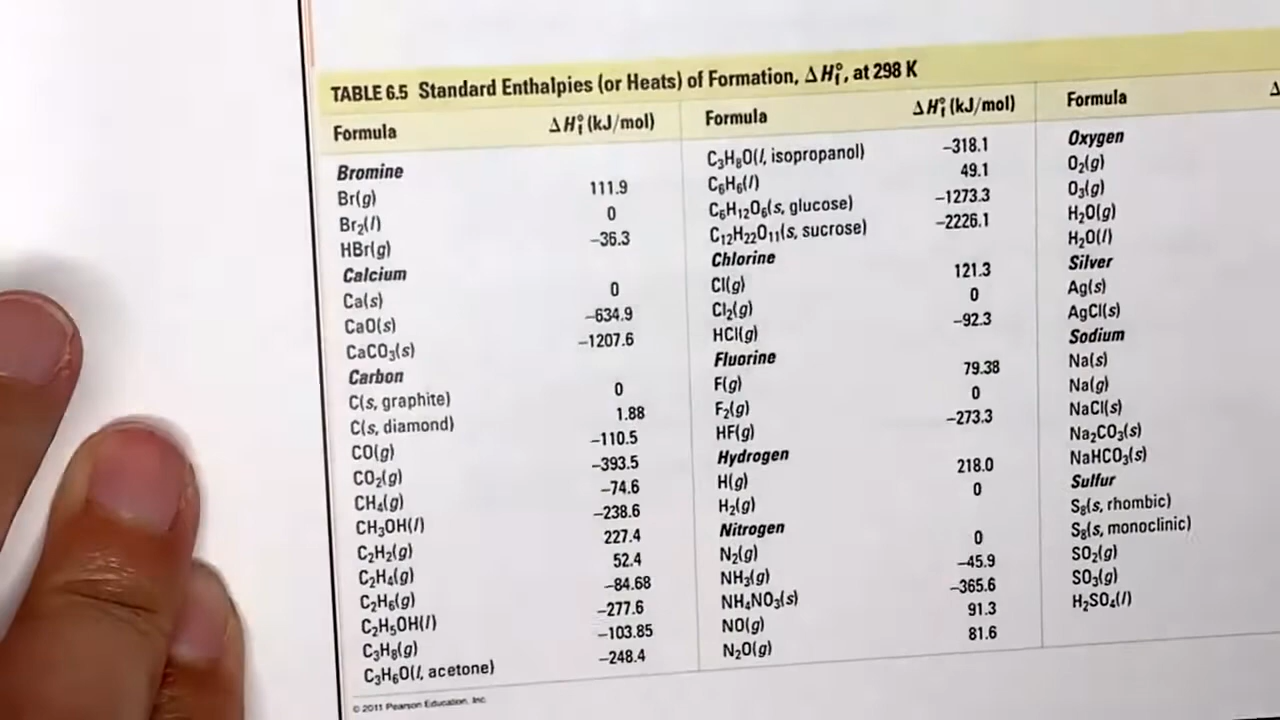 TABLE 6.5 Standard Enthalpies (or Heats) of Formation, ΔH°f, at 298 K
Formula ΔH°f (kJ/mol)
Bromine
Br(g) 111.9
Br₂(l) 0
HBr(g) –36.3
Calcium
Ca(s) 0
CaO(s) –634.9
CaCO₃(s) –1207.6
Carbon
C(s, graphite) 0
C(s, diamond) 1.88
CO(g) –110.5
CO₂(g) –393.5
CH₄(g) –74.6
CH₃OH(l) –238.6
C₂H₂(g) 227.4
C₂H₄(g) 52.4
C₂H₆(g) –84.68
C₂H₅OH(l) –277.6
C₃H₈(g) –103.85
C₃H₆O(l, acetone) –248.4
Formula ΔH°f (kJ/mol)
C₃H₈O(l, isopropanol) –318.1
C₆H₆(l) 49.1
C₆H₁₂O₆(s, glucose) –1273.3
C₁₂H₂₂O₁₁(s, sucrose) –2226.1
Chlorine
Cl(g) 121.3
Cl₂(g) 0
HCl(g) –92.3
Fluorine
F(g) 79.38
F₂(g) 0
HF(g) –273.3
Hydrogen
H(g) 218.0
H₂(g) 0
Nitrogen
N₂(g) 0
NH₃(g) –45.9
NH₄NO₃(s) –365.6
NO(g) 91.3
N₂O(g) 81.6
Formula Δ
Oxygen
O₂(g)
O₃(g)
H₂O(g)
H₂O(l)
Silver
Ag(s)
AgCl(s)
Sodium
Na(s)
Na(g)
NaCl(s)
Na₂CO₃(s)
NaHCO₃(s)
Sulfur
S₈(s, rhombic)
S₈(s, monoclinic)
SO₂(g)
SO₃(g)
H₂SO₄(l)
© 2011 Pearson Education, Inc.